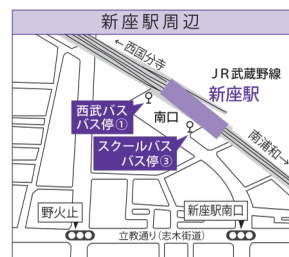 新座駅周辺
←西国分寺
JR武蔵野線
新座駅
西武バス
バス停①
南口
スクールバス
バス停③
南浦和→
野火止
新座駅南口
立教通り(志木街道)